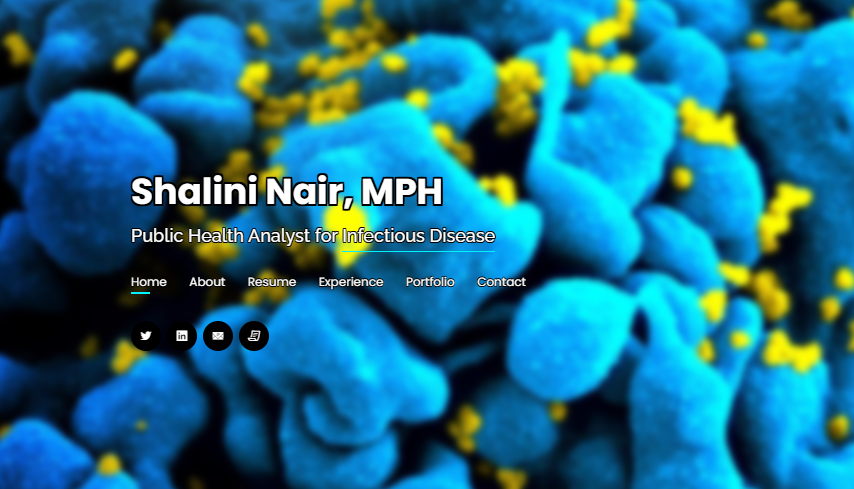 Shalini Nair, MPH
Public Health Analyst for Infectious Disease
Home About Resume Experience Portfolio Contact